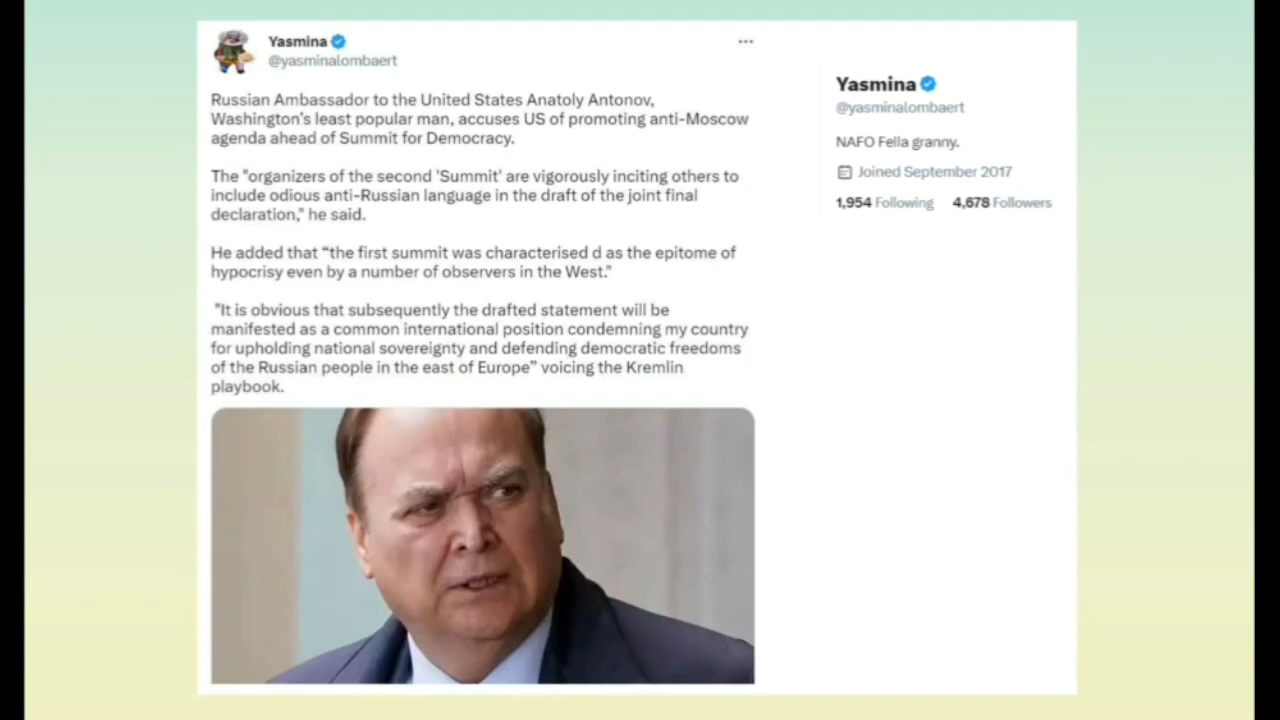 Yasmina
@yasminalombaert
Russian Ambassador to the United States Anatoly Antonov,
Washington's least popular man, accuses US of promoting anti-Moscow
agenda ahead of Summit for Democracy.
The "organizers of the second 'Summit' are vigorously inciting others to
include odious anti-Russian language in the draft of the joint final
declaration," he said.
He added that “the first summit was characterised d as the epitome of
hypocrisy even by a number of observers in the West."
"It is obvious that subsequently the drafted statement will be
manifested as a common international position condemning my country
for upholding national sovereignty and defending democratic freedoms
of the Russian people in the east of Europe” voicing the Kremlin
playbook.
Yasmina
@yasminalombaert
NAFO Fella granny.
Joined September 2017
1,954 Following 4,678 Followers